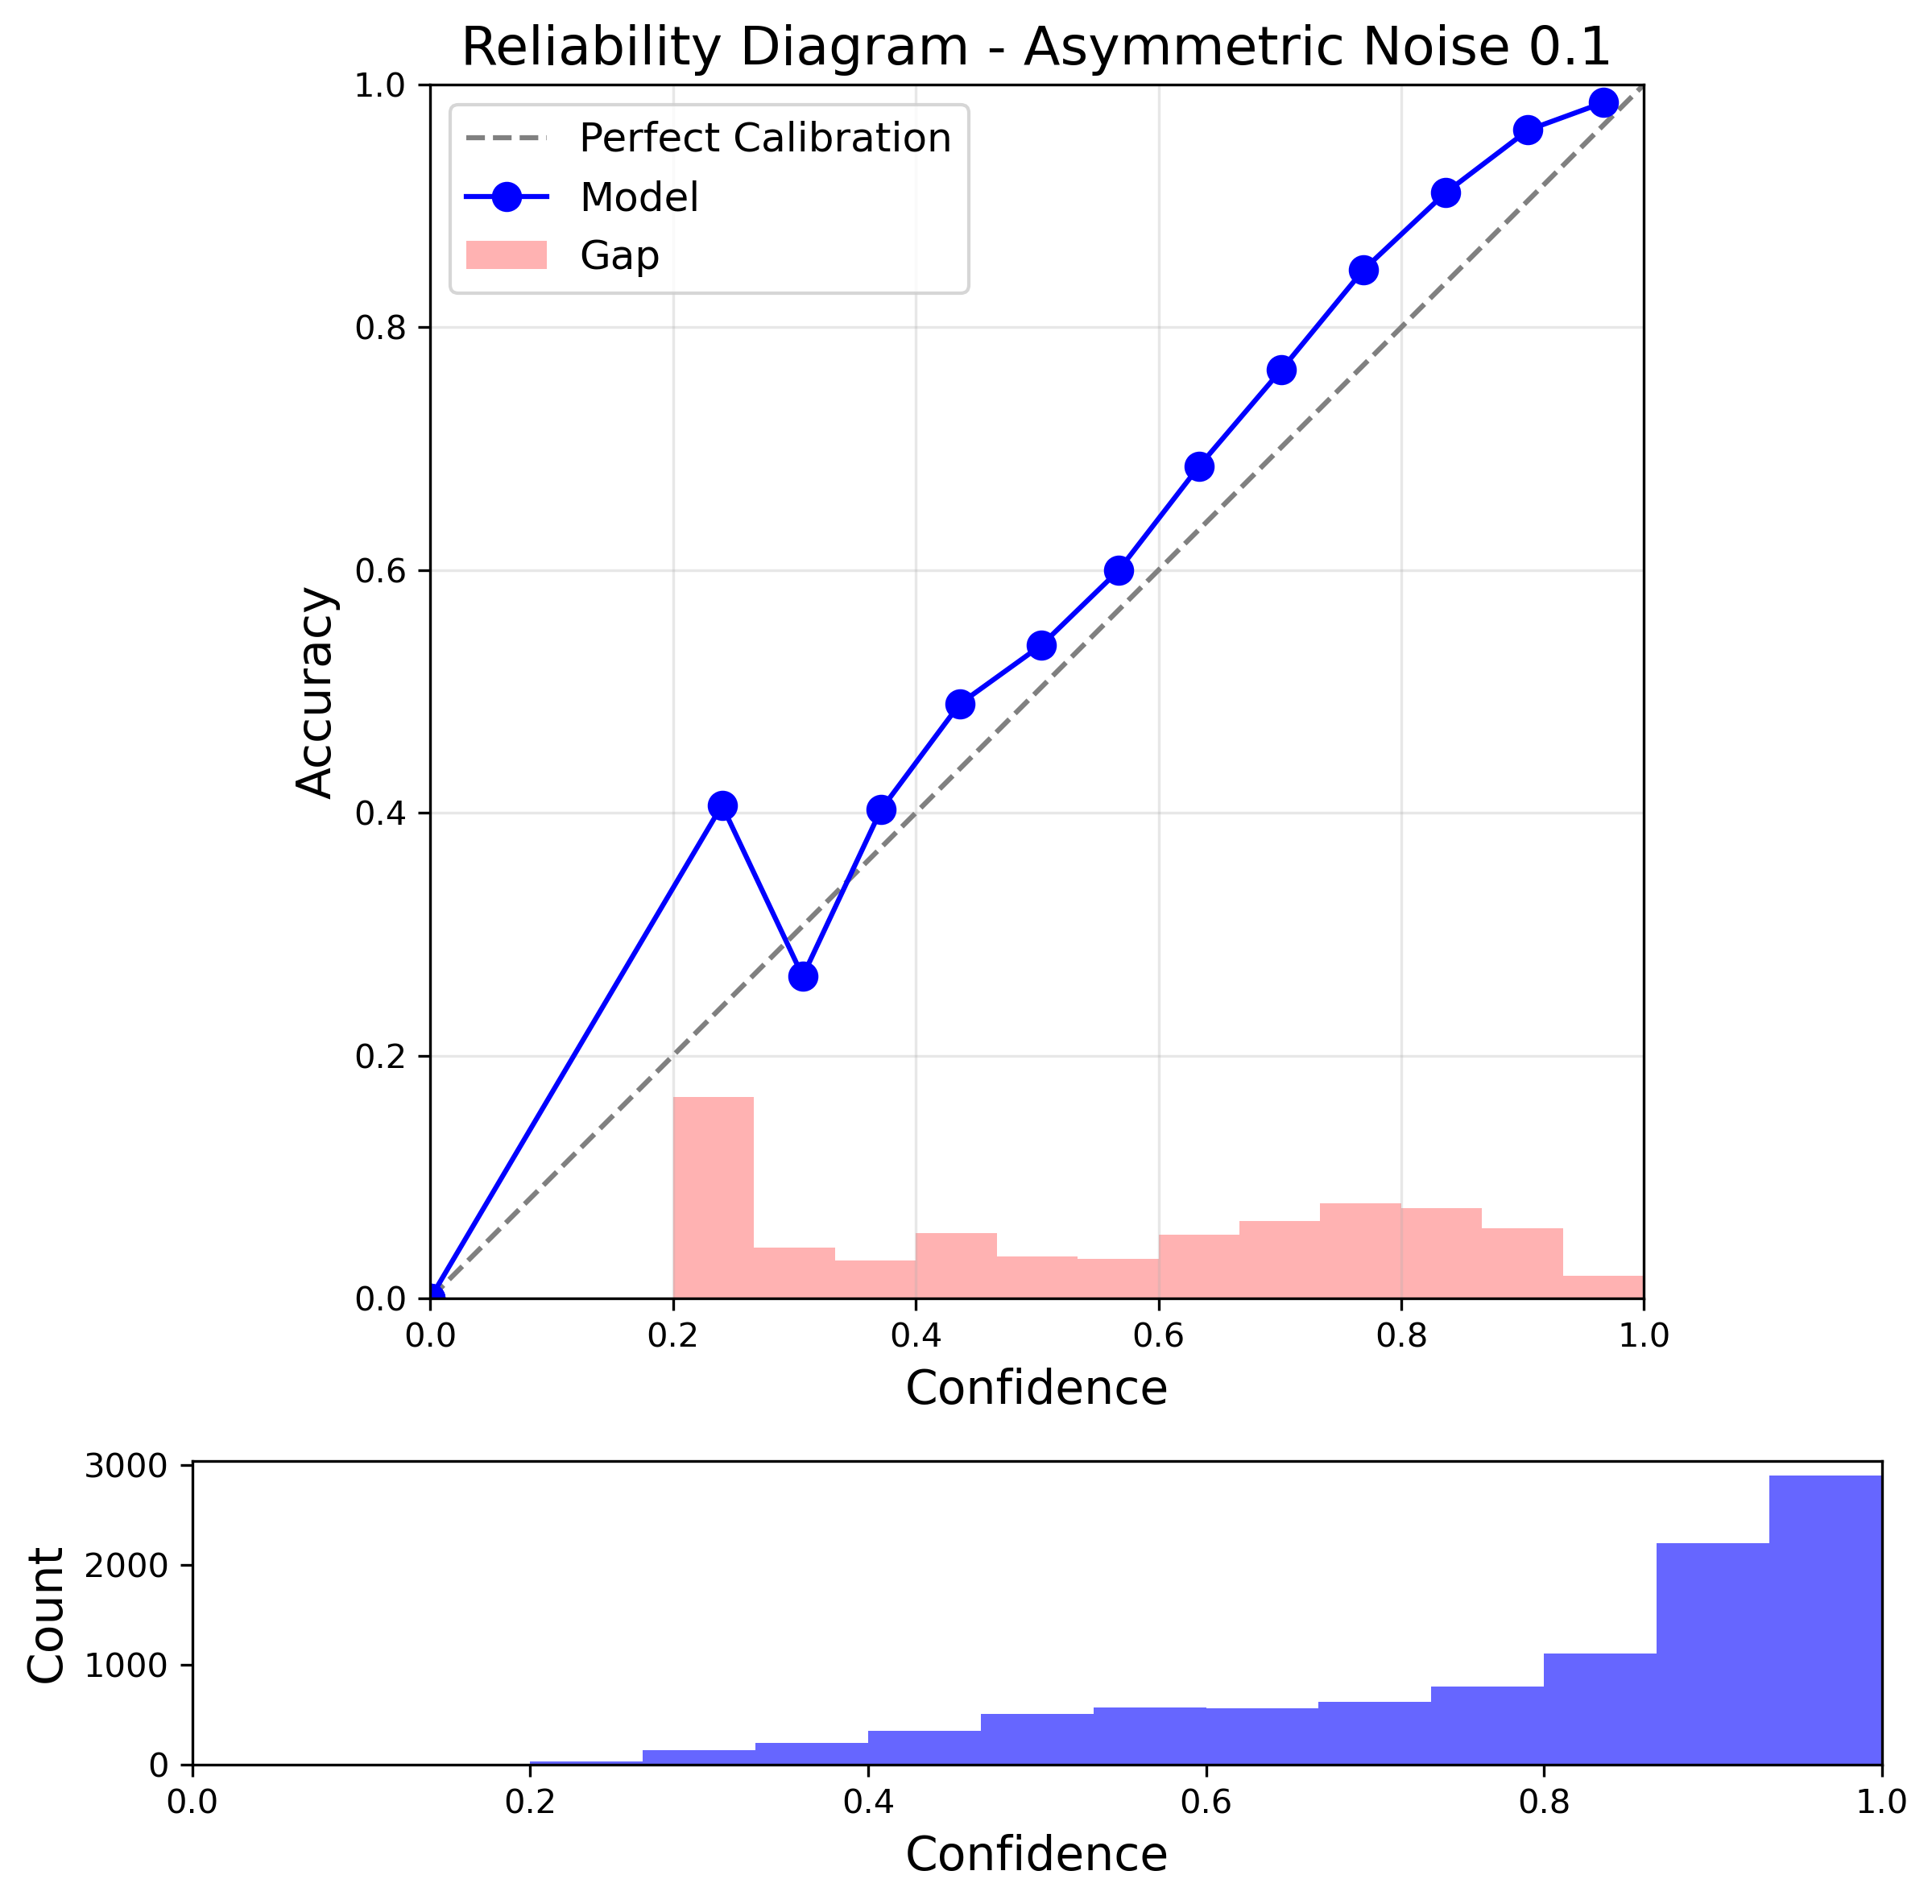 Reliability Diagram - Asymmetric Noise 0.1
1.0
0.8
0.6
0.4
0.2
0.0
Accuracy
Perfect Calibration
Model
Gap
0.0 0.2 0.4 0.6 0.8 1.0
Confidence
3000
2000
1000
0
Count
0.0 0.2 0.4 0.6 0.8 1.0
Confidence